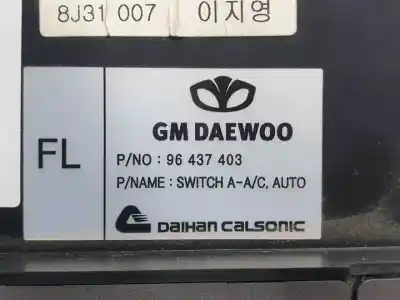 8J31 007 이지영
FL
GM DAEWOO
P/NO : 96 437 403
P/NAME : SWITCH A-A/C, AUTO
DAIHAN CALSONIC